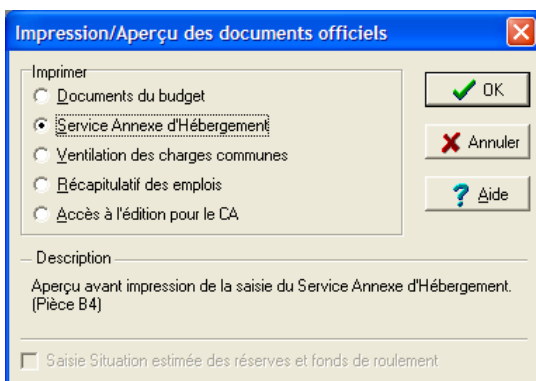 Impression/Aperçu des documents officiels
Imprimer
Documents du budget
Service Annexe d'Hébergement
Ventilation des charges communes
Récapitulatif des emplois
Accès à l'édition pour le CA
OK
Annuler
Aide
Description
Aperçu avant impression de la saisie du Service Annexe d'Hébergement.
(Pièce B4)
Saisie Situation estimée des réserves et fonds de roulement